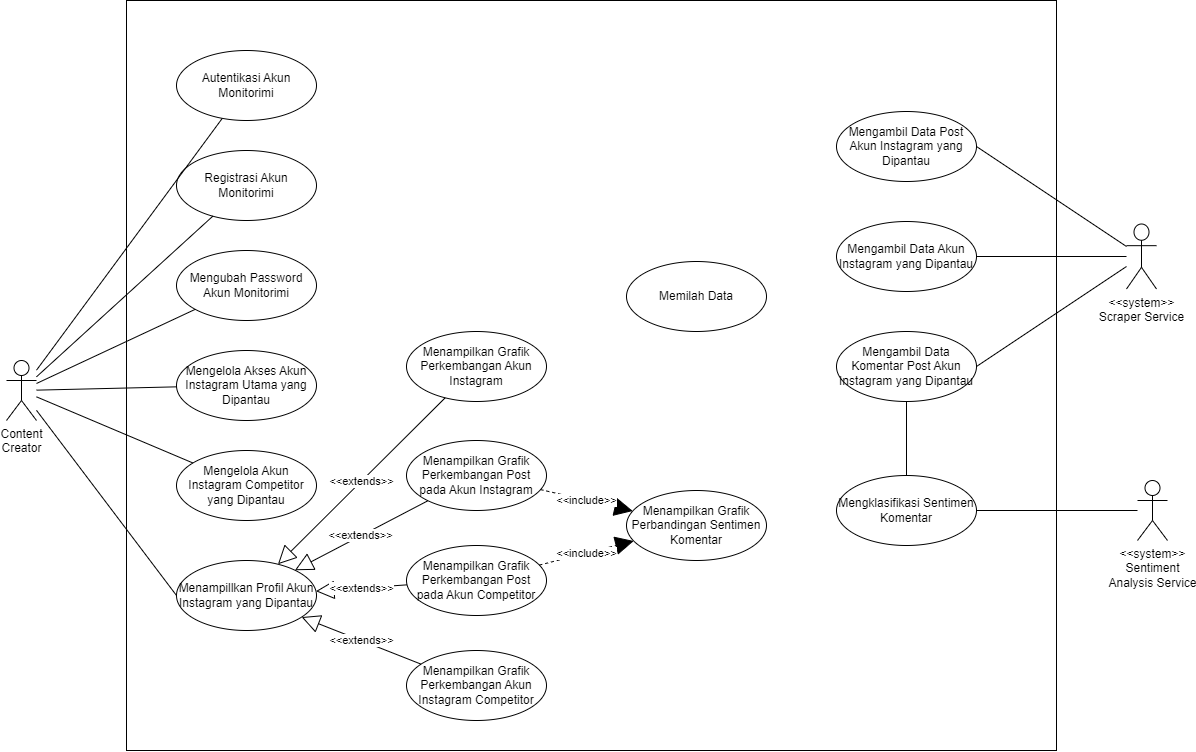 Autentikasi Akun
Monitorimi
Registrasi Akun
Monitorimi
Mengubah Password
Akun Monitorimi
Mengelola Akses Akun
Instagram Utama yang
Dipantau
Mengelola Akun
Instagram Competitor
yang Dipantau
Menampillkan Profil Akun
Instagram yang Dipantau
Content
Creator
Menampilkan Grafik
Perkembangan Akun
Instagram
Menampilkan Grafik
Perkembangan Post
pada Akun Instagram
Menampilkan Grafik
Perkembangan Post
pada Akun Competitor
Menampilkan Grafik
Perkembangan Akun
Instagram Competitor
<<extends>>
<<extends>>
<<extends>>
<<extends>>
<<include>>
<<include>>
Memilah Data
Menampilkan Grafik
Perbandingan Sentimen
Komentar
Mengambil Data Post
Akun Instagram yang
Dipantau
Mengambil Data Akun
Instagram yang Dipantau
Mengambil Data
Komentar Post Akun
Instagram yang Dipantau
Mengklasifikasi Sentimen
Komentar
<<system>>
Scraper Service
<<system>>
Sentiment
Analysis Service